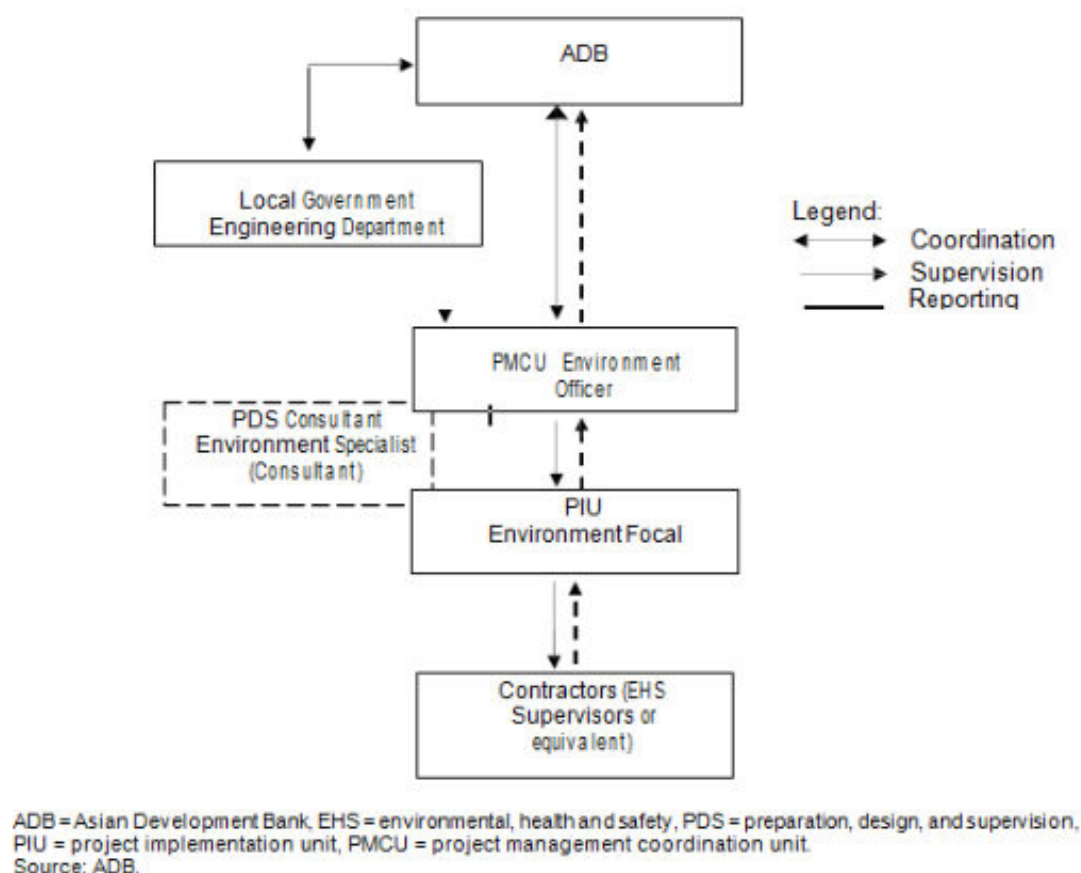 ADB
Local Government
Engineering Department
Legend:
Coordination
Supervision
Reporting
PMCU Environment
Officer
PDS Consultant
Environment Specialist
(Consultant)
PIU
Environment Focal
Contractors (EHS
Supervisors or
equivalent)
ADB = Asian Development Bank, EHS = environmental, health and safety, PDS = preparation, design, and supervision,
PIU = project implementation unit, PMCU = project management coordination unit.
Source: ADB.